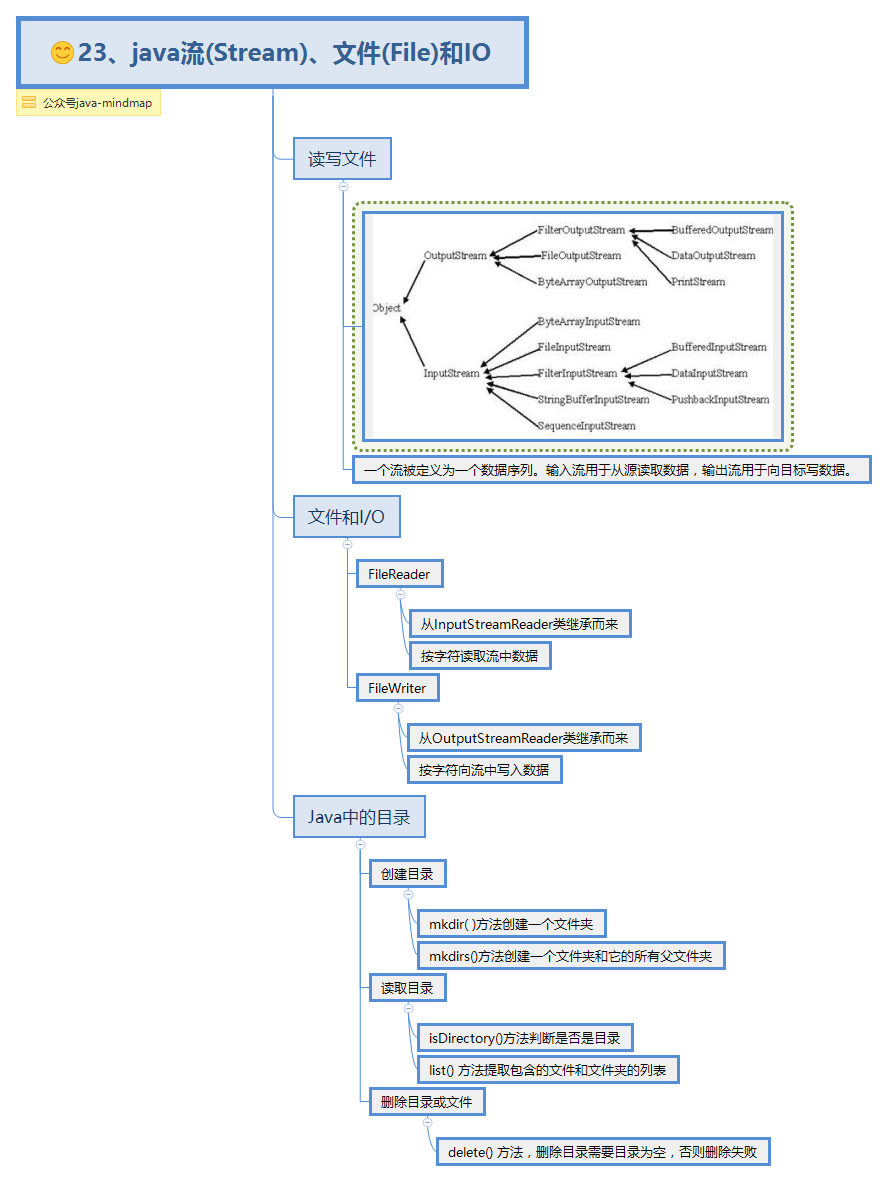 23、java流(Stream)、文件(File)和IO
公众号java-mindmap
读写文件
FilterOutputStream
BufferedOutputStream
OutputStream
FileOutputStream
DataOutputStream
ByteArrayOutputStream
PrintStream
Object
ByteArrayInputStream
FileInputStream
BufferedInputStream
InputStream
FilterInputStream
DataInputStream
StringBufferInputStream
PushbackInputStream
SequenceInputStream
一个流被定义为一个数据序列。输入流用于从源读取数据，输出流用于向目标写数据。
文件和I/O
FileReader
从InputStreamReader类继承而来
按字符读取流中数据
FileWriter
从OutputStreamReader类继承而来
按字符向流中写入数据
Java中的目录
创建目录
mkdir( )方法创建一个文件夹
mkdirs()方法创建一个文件夹和它的所有父文件夹
读取目录
isDirectory()方法判断是否是目录
list() 方法提取包含的文件和文件夹的列表
删除目录或文件
delete() 方法，删除目录需要目录为空，否则删除失败